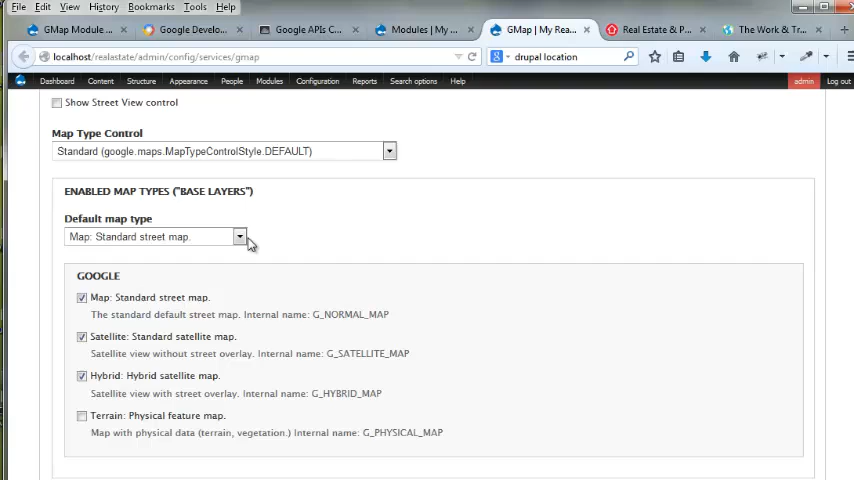 File Edit View History Bookmarks Tools Help
GMap Module ... Google Develo... Google APIs C... Modules | My ... GMap | My Rea... Real Estate & P... The Work & Tr...
localhost/realastate/admin/config/services/gmap drupal location
Dashboard Content Structure Appearance People Modules Configuration Reports Search options Help admin Log out
Show Street View control
Map Type Control
Standard (google.maps.MapTypeControlStyle.DEFAULT)
ENABLED MAP TYPES ("BASE LAYERS")
Default map type
Map: Standard street map.
GOOGLE
Map: Standard street map.
The standard default street map. Internal name: G_NORMAL_MAP
Satellite: Standard satellite map.
Satellite view without street overlay. Internal name: G_SATELLITE_MAP
Hybrid: Hybrid satellite map.
Satellite view with street overlay. Internal name: G_HYBRID_MAP
Terrain: Physical feature map.
Map with physical data (terrain, vegetation.) Internal name: G_PHYSICAL_MAP